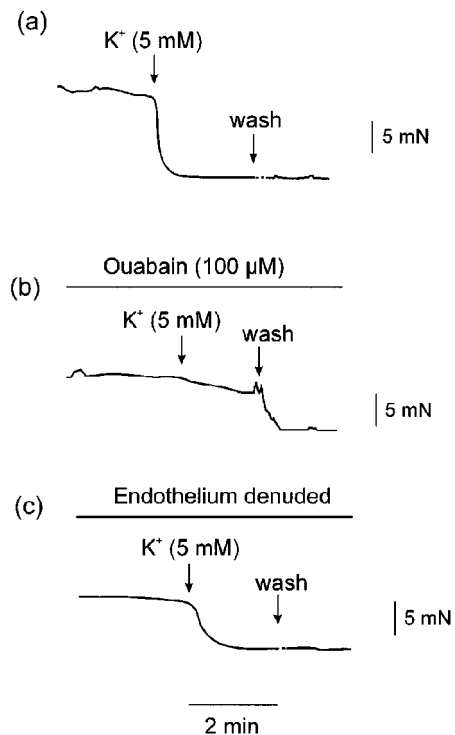 (a)
K⁺ (5 mM)
wash
5 mN
Ouabain (100 µM)
(b)
K⁺ (5 mM)
wash
5 mN
Endothelium denuded
(c)
K⁺ (5 mM)
wash
5 mN
2 min